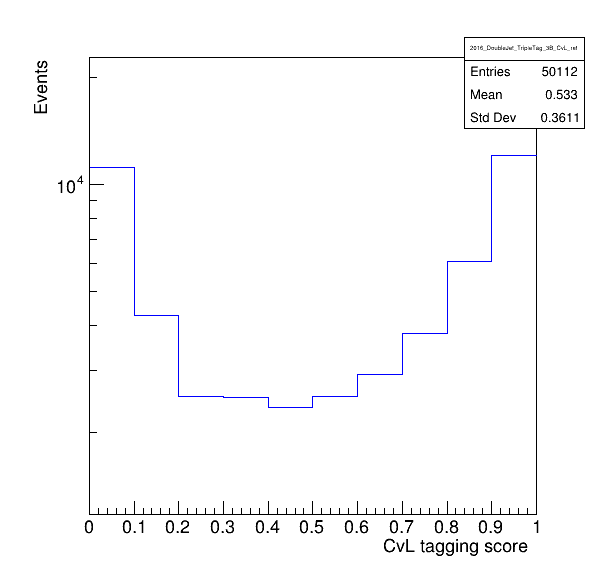 2016_DoubleJet_TripleTag_3B_CvL_ref
Entries 50112
Mean 0.533
Std Dev 0.3611
Events
10^4
0 0.1 0.2 0.3 0.4 0.5 0.6 0.7 0.8 0.9 1
CvL tagging score